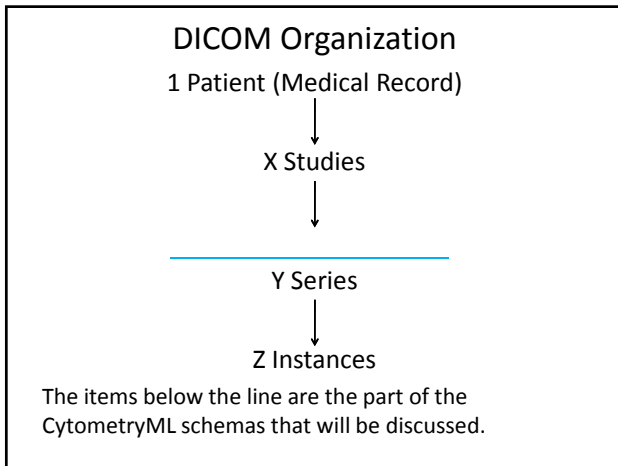 DICOM Organization
1 Patient (Medical Record)
X Studies
Y Series
Z Instances
The items below the line are the part of the
CytometryML schemas that will be discussed.